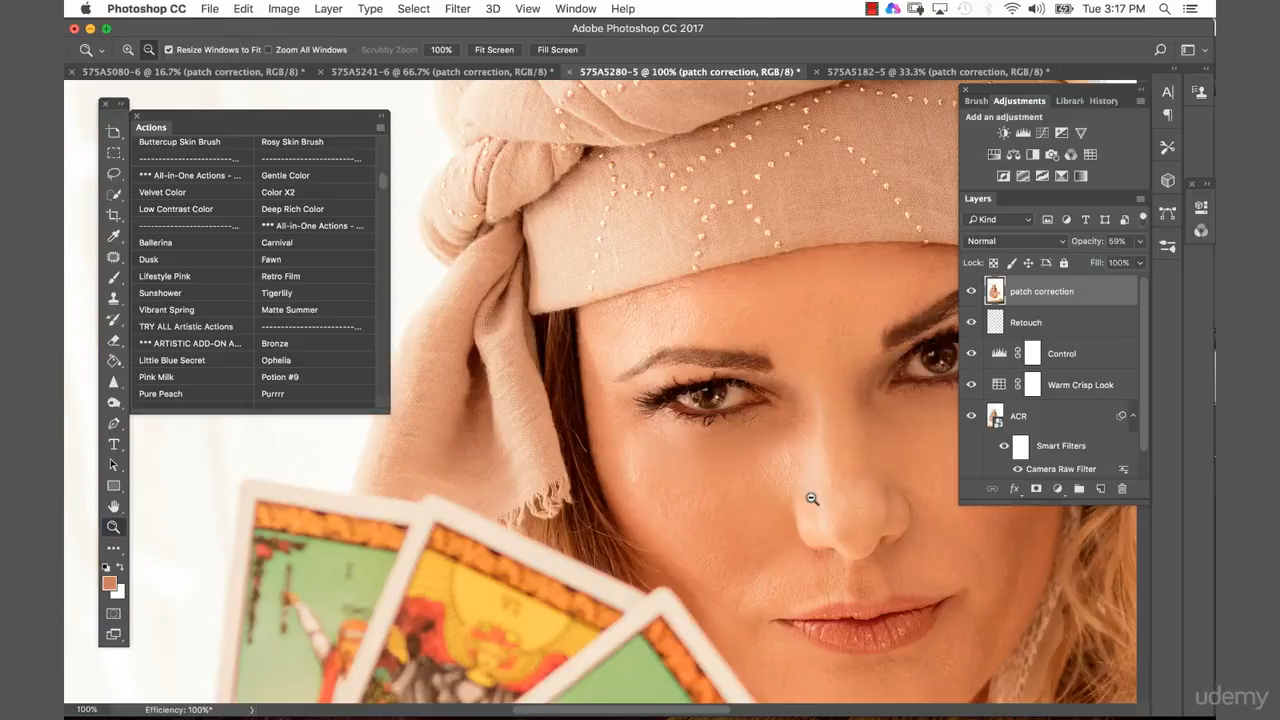 Photoshop CC File Edit Image Layer Type Select Filter 3D View Window Help Tue 3:17 PM
Adobe Photoshop CC 2017
Resize Windows to Fit Zoom All Windows Scrubby Zoom 100% Fit Screen Fill Screen
575A5080-6 @ 16.7% (patch correction, RGB/8) * 575A5241-6 @ 66.7% (patch correction, RGB/8) * 575A5280-5 @ 100% (patch correction, RGB/8) * 575A5182-5 @ 33.3% (patch correction, RGB/8) *
Actions
Buttercup Skin Brush Rosy Skin Brush
-----------------------... -----------------------...
*** All-in-One Actions - ... Gentle Color
Velvet Color Color X2
Low Contrast Color Deep Rich Color
-----------------------... *** All-in-One Actions - ...
Ballerina Carnival
Dusk Fawn
Lifestyle Pink Retro Film
Sunshower Tigerlily
Vibrant Spring Matte Summer
TRY ALL Artistic Actions -----------------------...
*** ARTISTIC ADD-ON A... Bronze
Little Blue Secret Ophelia
Pink Milk Potion #9
Pure Peach Purrrr
Brush Adjustments Librari History
Add an adjustment
Layers
Kind
Normal Opacity: 59%
Lock: Fill: 100%
patch correction
Retouch
Control
Warm Crisp Look
ACR
Smart Filters
Camera Raw Filter
fx
VI
100% Efficiency: 100%*
udemy